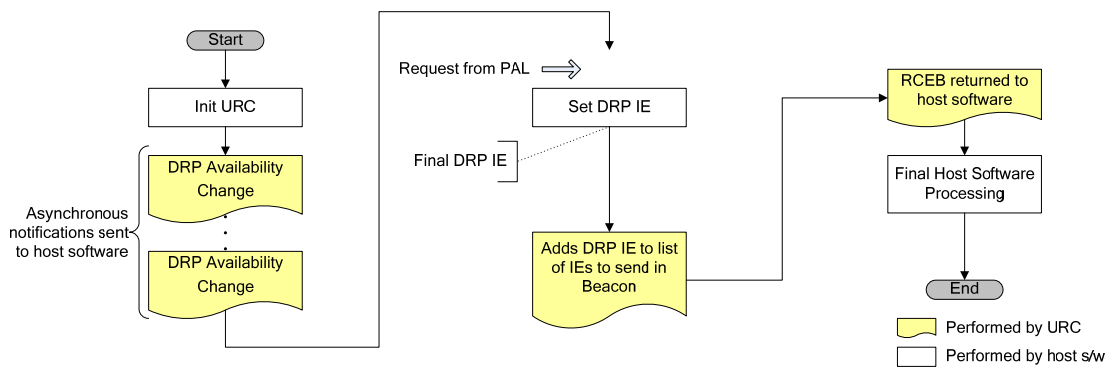 Start
Init URC
DRP Availability
Change
Asynchronous
notifications sent
to host software
DRP Availability
Change
Request from PAL
Set DRP IE
Final DRP IE
Adds DRP IE to list
of IEs to send in
Beacon
RCEB returned to
host software
Final Host Software
Processing
End
Performed by URC
Performed by host s/w